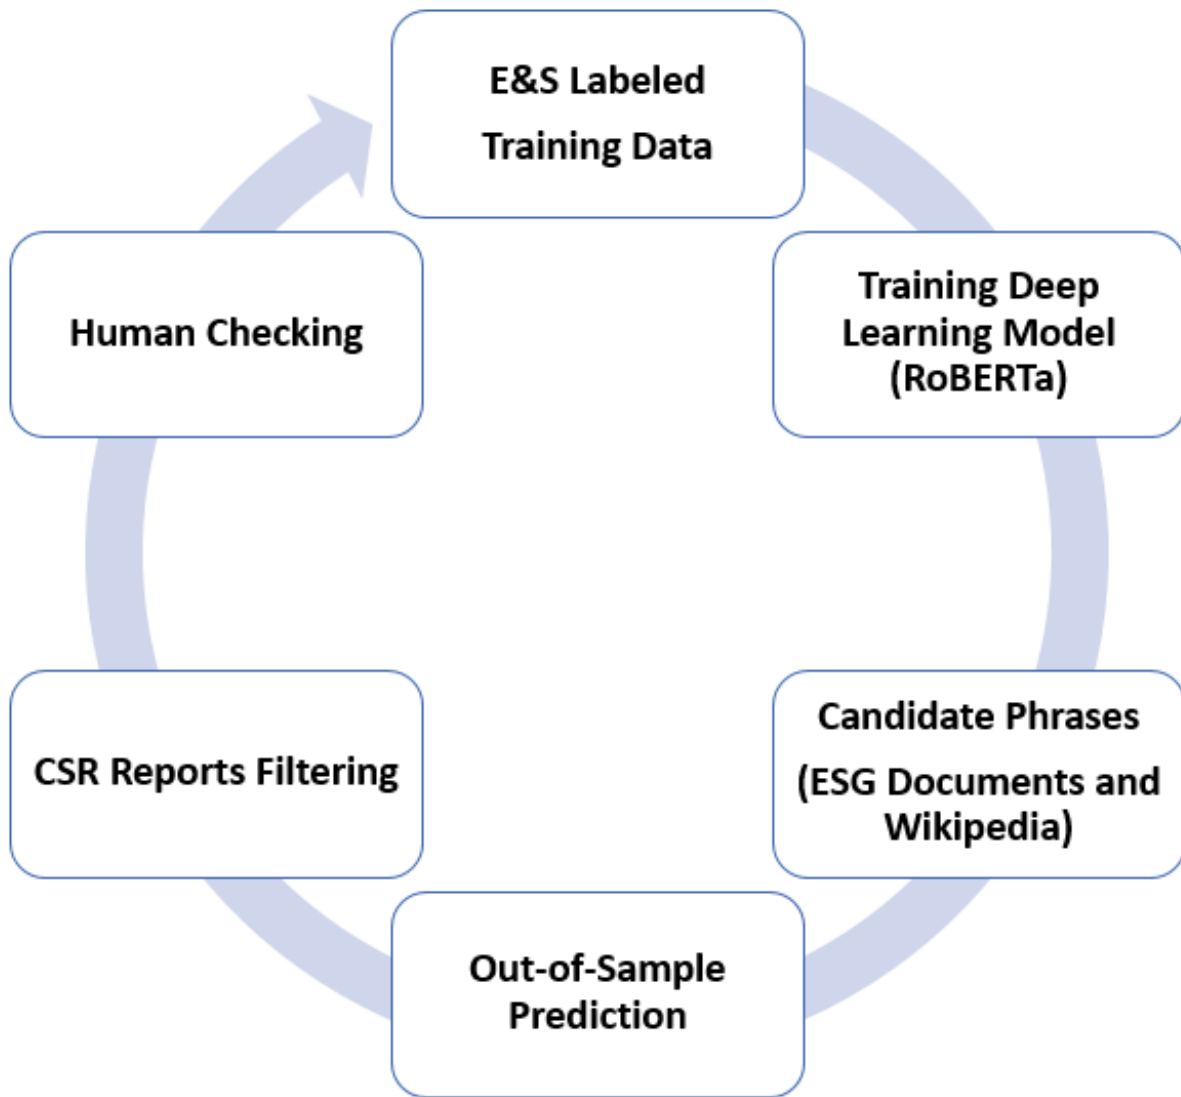 E&S Labeled
Training Data
Training Deep
Learning Model
(RoBERTa)
Candidate Phrases
(ESG Documents and
Wikipedia)
Out-of-Sample
Prediction
CSR Reports Filtering
Human Checking